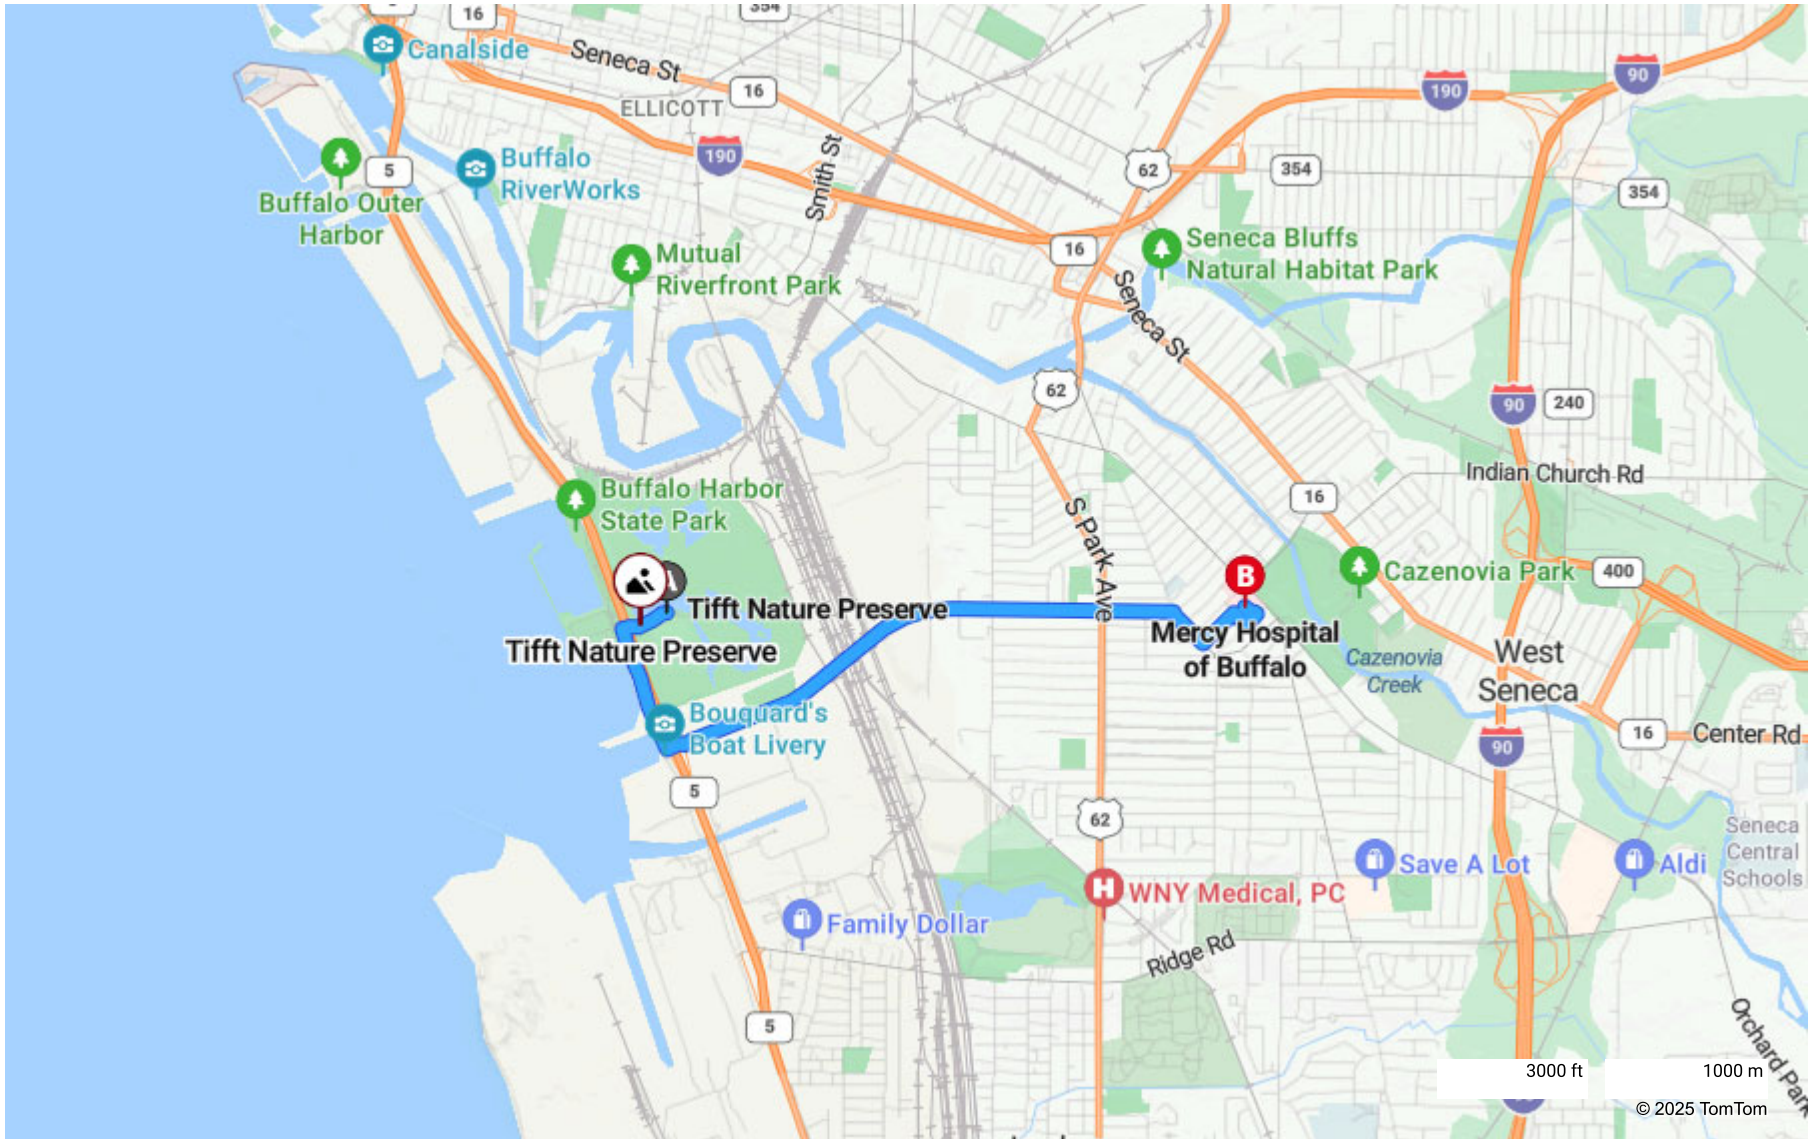 16
354
Canalside
Seneca St
16
ELLICOTT
190
90
190
Buffalo
RiverWorks
5
Smith St
62
354
354
Buffalo Outer
Harbor
Mutual
Riverfront Park
16
Seneca Bluffs
Natural Habitat Park
Seneca St
62
90
240
Indian Church Rd
16
Buffalo Harbor
State Park
S Park Ave
B
Cazenovia Park
400
A
Tifft Nature Preserve
Tifft Nature Preserve
Mercy Hospital
of Buffalo
Cazenovia
Creek
West
Seneca
Bouquard's
Boat Livery
16
Center Rd
90
5
62
Seneca
Central
Schools
Save A Lot
Aldi
H
WNY Medical, PC
Family Dollar
Ridge Rd
5
Orchard Park
3000 ft
1000 m
© 2025 TomTom